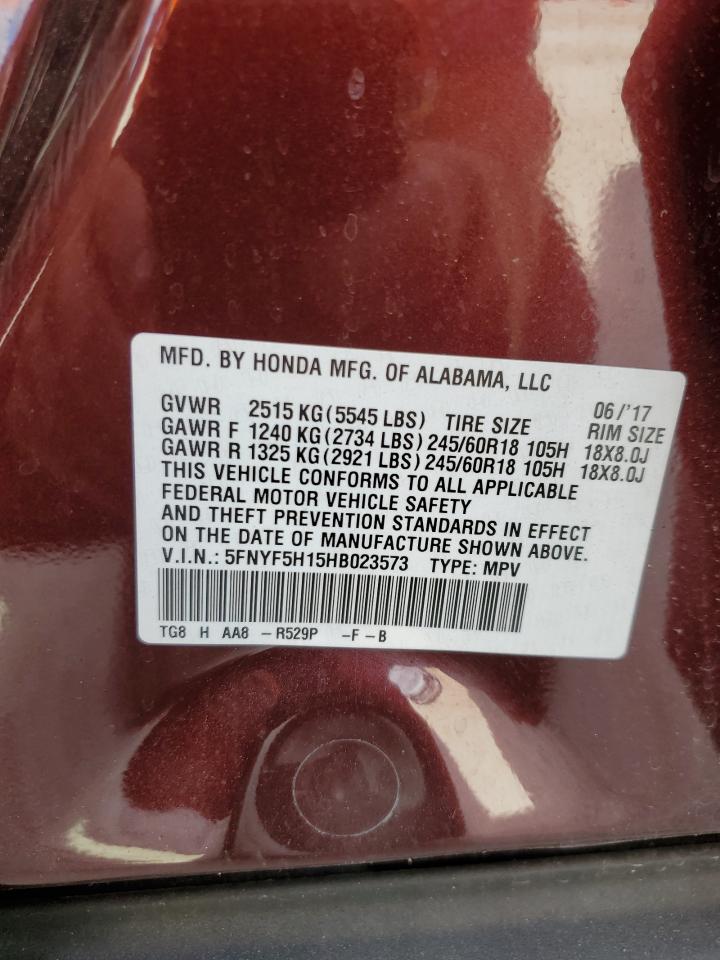 MFD. BY HONDA MFG. OF ALABAMA, LLC
06/'17
GVWR 2515 KG(5545 LBS) TIRE SIZE RIM SIZE
GAWR F 1240 KG(2734 LBS) 245/60R18 105H 18X8.0J
GAWR R 1325 KG(2921 LBS) 245/60R18 105H 18X8.0J
THIS VEHICLE CONFORMS TO ALL APPLICABLE
FEDERAL MOTOR VEHICLE SAFETY
AND THEFT PREVENTION STANDARDS IN EFFECT
ON THE DATE OF MANUFACTURE SHOWN ABOVE.
V.I.N.: 5FNYF5H15HB023573 TYPE: MPV
TG8 H AA8 -R529P -F-B